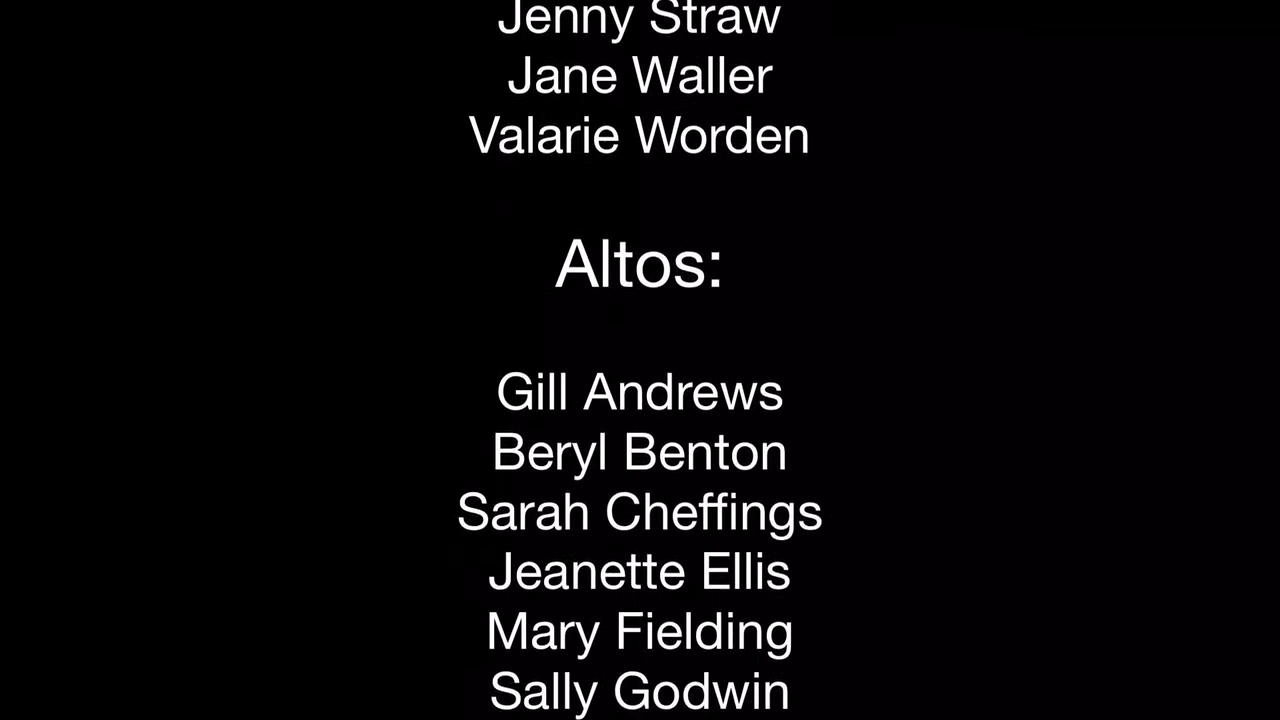 Jenny Straw
Jane Waller
Valarie Worden
Altos:
Gill Andrews
Beryl Benton
Sarah Cheffings
Jeanette Ellis
Mary Fielding
Sally Godwin